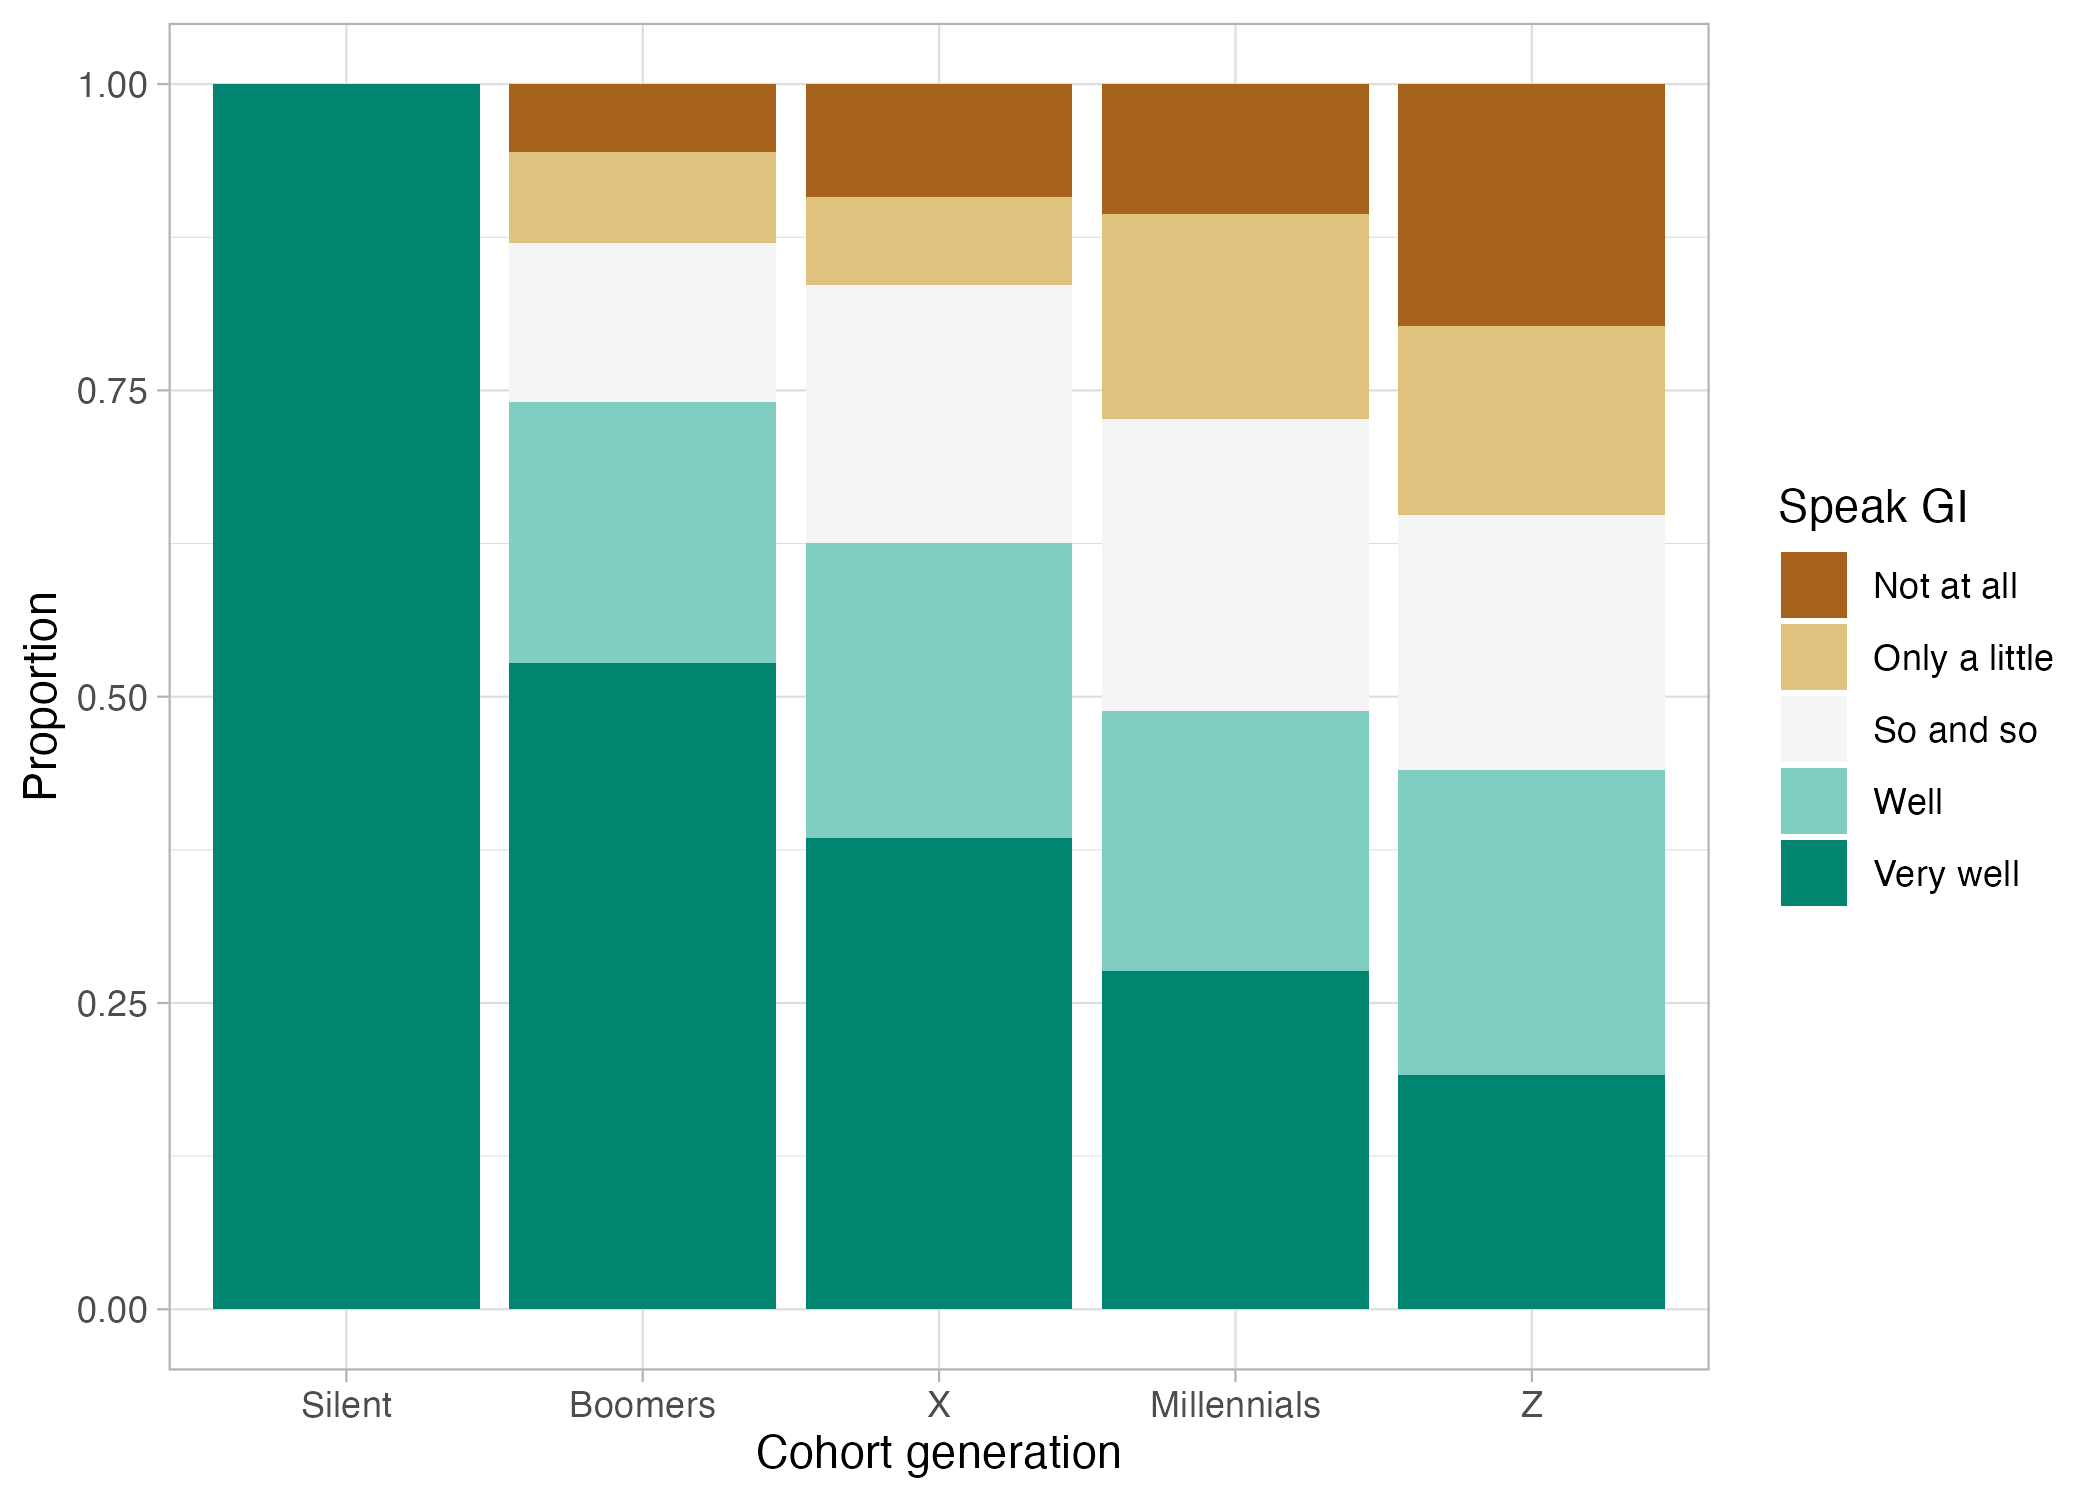 1.00
0.75
0.50
0.25
0.00
Proportion
Silent
Boomers
X
Millennials
Z
Cohort generation
Speak GI
Not at all
Only a little
So and so
Well
Very well